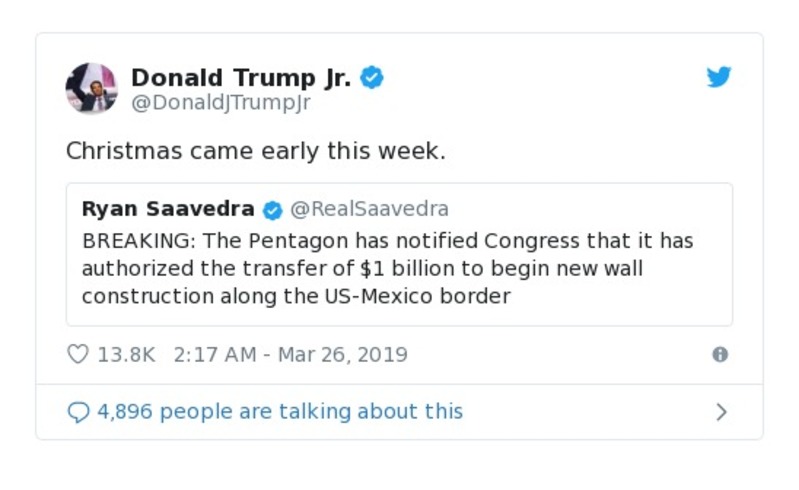 Donald Trump Jr.
@DonaldJTrumpJr
Christmas came early this week.
Ryan Saavedra @RealSaavedra
BREAKING: The Pentagon has notified Congress that it has
authorized the transfer of $1 billion to begin new wall
construction along the US-Mexico border
13.8K 2:17 AM - Mar 26, 2019
4,896 people are talking about this